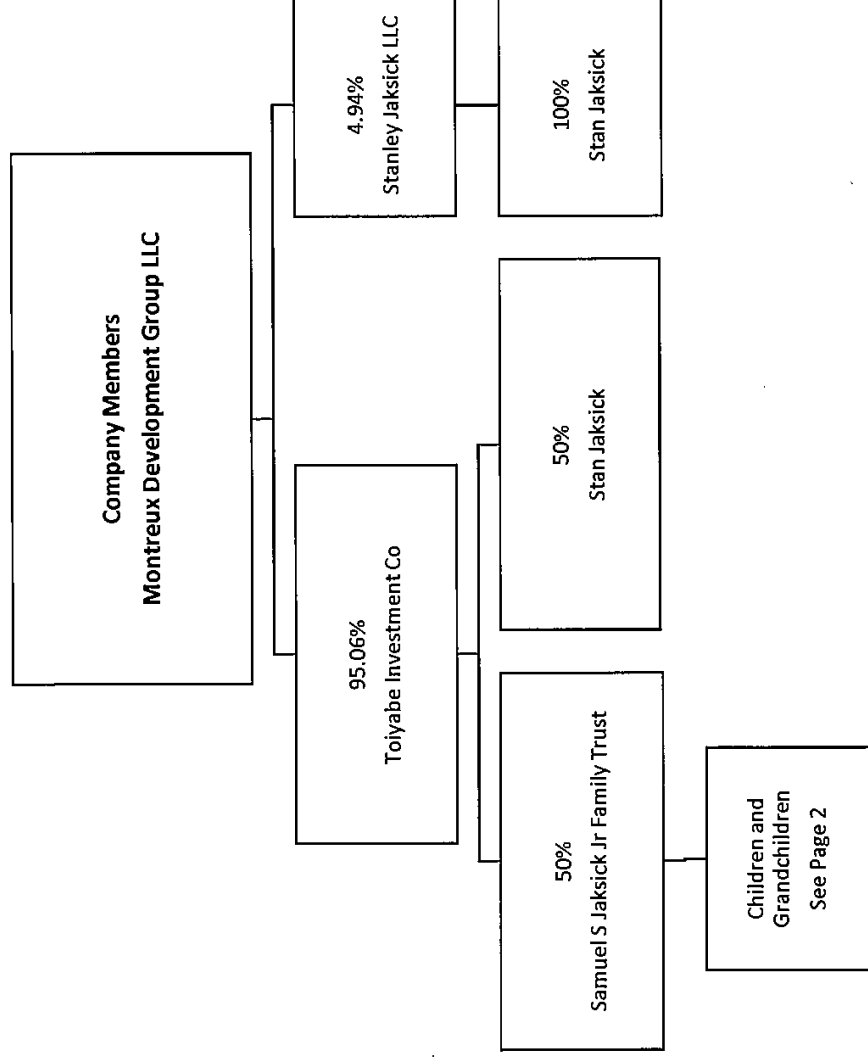 Company Members
Montreux Development Group LLC
95.06%
Toiyabe Investment Co
4.94%
Stanley Jaksick LLC
50%
Samuel S Jaksick Jr Family Trust
50%
Stan Jaksick
100%
Stan Jaksick
Children and
Grandchildren
See Page 2